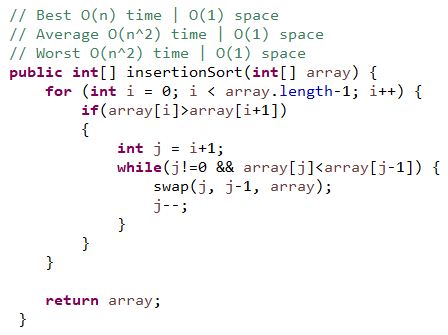 // Best O(n) time | O(1) space
// Average O(n^2) time | O(1) space
// Worst O(n^2) time | O(1) space
public int[] insertionSort(int[] array) {
    for (int i = 0; i < array.length-1; i++) {
        if(array[i]>array[i+1])
        {
            int j = i+1;
            while(j!=0 && array[j]<array[j-1]) {
                swap(j, j-1, array);
                j--;
            }
        }
    }
    return array;
}